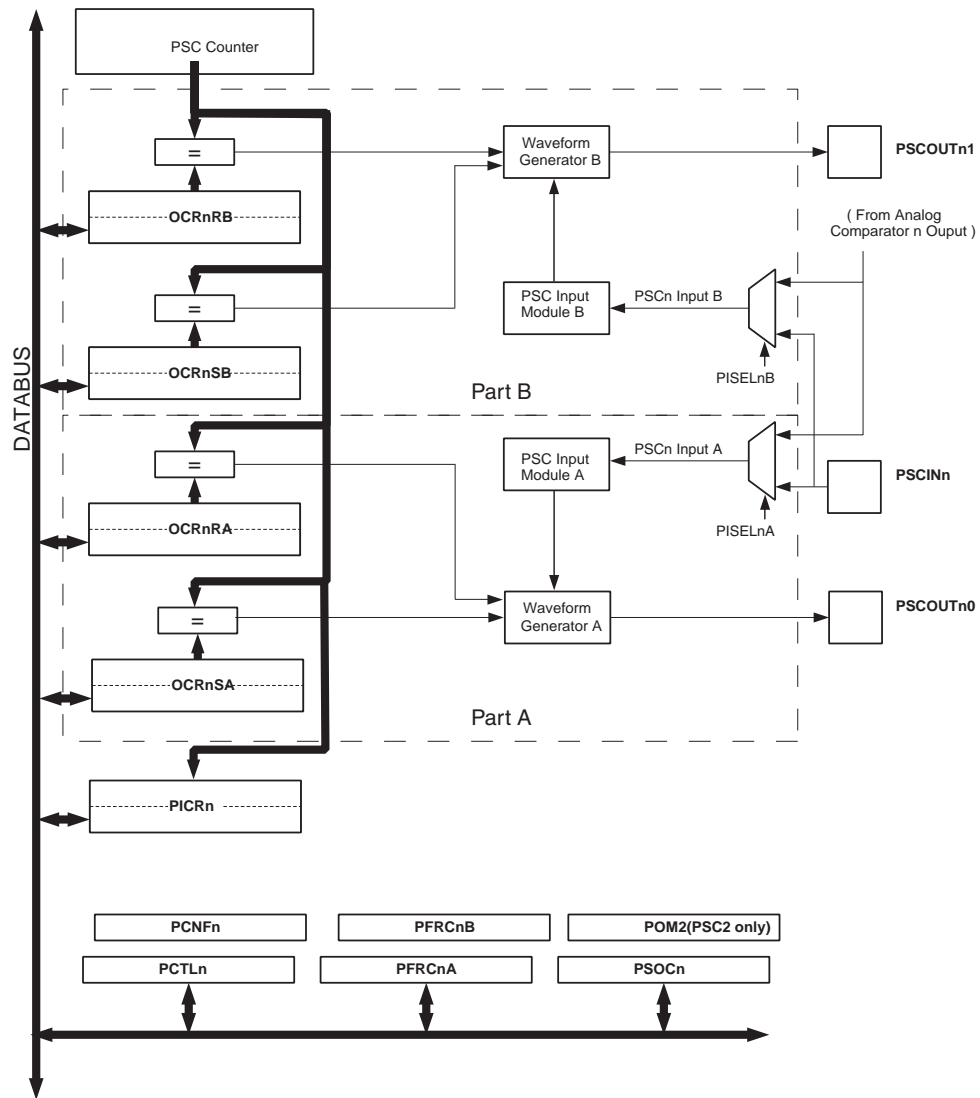 PSC Counter
=
Waveform
Generator B
PSCOUTn1
OCRnRB
( From Analog
Comparator n Ouput )
=
PSC Input
Module B
PSCn Input B
OCRnSB
PISELnB
Part B
DATABUS
=
PSC Input
Module A
PSCn Input A
PSCINn
OCRnRA
PISELnA
=
Waveform
Generator A
PSCOUTn0
OCRnSA
Part A
PICRn
PCNFn
PFRCnB
POM2(PSC2 only)
PCTLn
PFRCnA
PSOCn